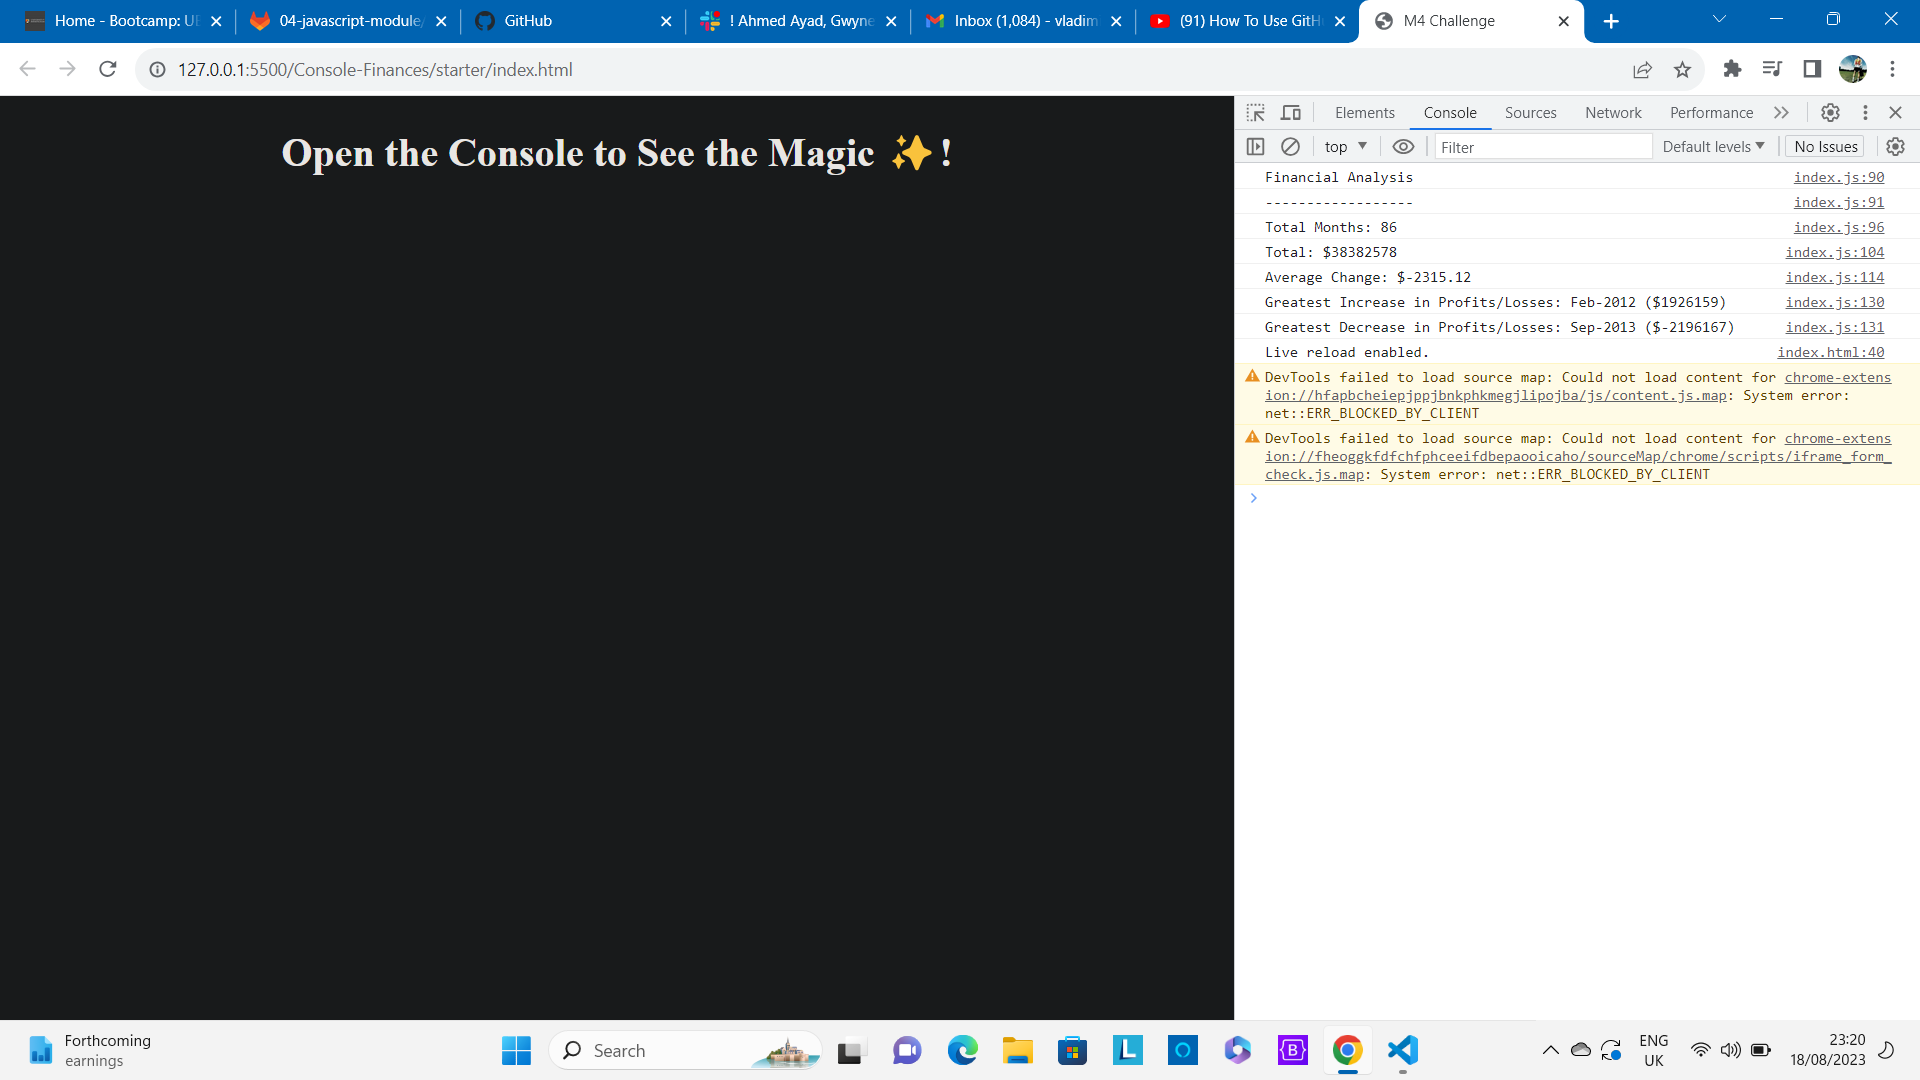 Home - Bootcamp: UE
04-javascript-module/
GitHub
! Ahmed Ayad, Gwyne
Inbox (1,084) - vladim
(91) How To Use GitH
M4 Challenge
127.0.0.1:5500/Console-Finances/starter/index.html
Open the Console to See the Magic ✨!
Elements Console Sources Network Performance
top Filter Default levels No Issues
Financial Analysis index.js:90
------------------ index.js:91
Total Months: 86 index.js:96
Total: $38382578 index.js:104
Average Change: $-2315.12 index.js:114
Greatest Increase in Profits/Losses: Feb-2012 ($1926159) index.js:130
Greatest Decrease in Profits/Losses: Sep-2013 ($-2196167) index.js:131
Live reload enabled. index.html:40
DevTools failed to load source map: Could not load content for chrome-extens
ion://hfapbcheiepjppjbnkphkmegjlipojba/js/content.js.map: System error:
net::ERR_BLOCKED_BY_CLIENT
DevTools failed to load source map: Could not load content for chrome-extens
ion://fheoggkfdfchfphceeifdbepaooicaho/sourceMap/chrome/scripts/iframe_form_
check.js.map: System error: net::ERR_BLOCKED_BY_CLIENT
Forthcoming
earnings
Search
ENG
UK
23:20
18/08/2023